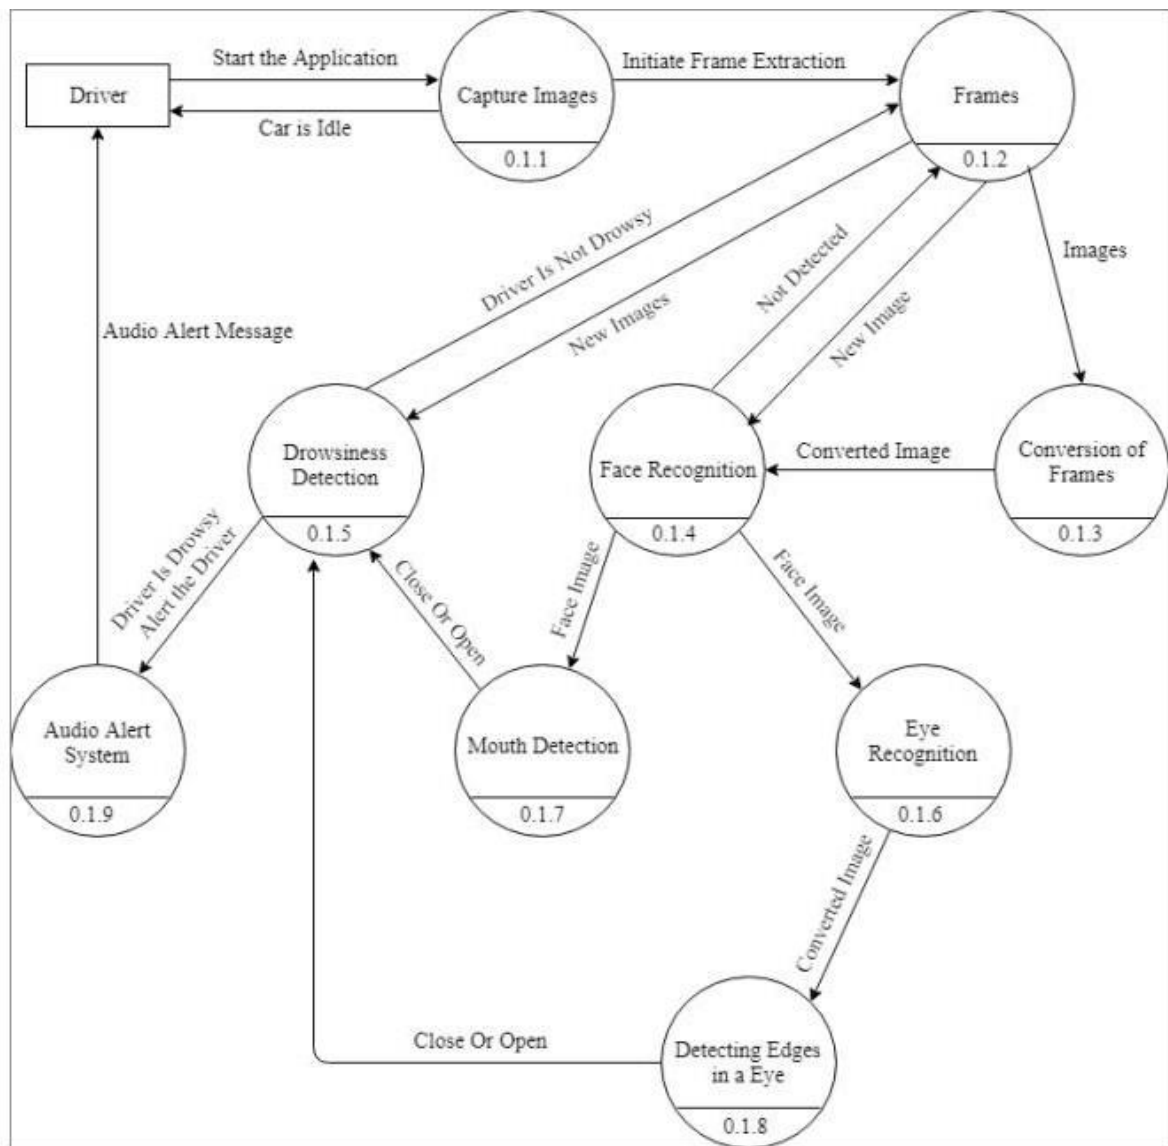 Start the Application
Initiate Frame Extraction
Driver
Capture Images
Frames
Car is Idle
0.1.1
0.1.2
Driver Is Not Drowsy
Not Detected
Images
New Images
New Image
Audio Alert Message
Drowsiness
Detection
Face Recognition
Converted Image
Conversion of
Frames
0.1.5
0.1.4
0.1.3
Driver Is Drowsy
Alert the Driver
Close Or Open
Face Image
Face Image
Audio Alert
System
Mouth Detection
Eye
Recognition
0.1.9
0.1.7
0.1.6
Converted Image
Close Or Open
Detecting Edges
in a Eye
0.1.8